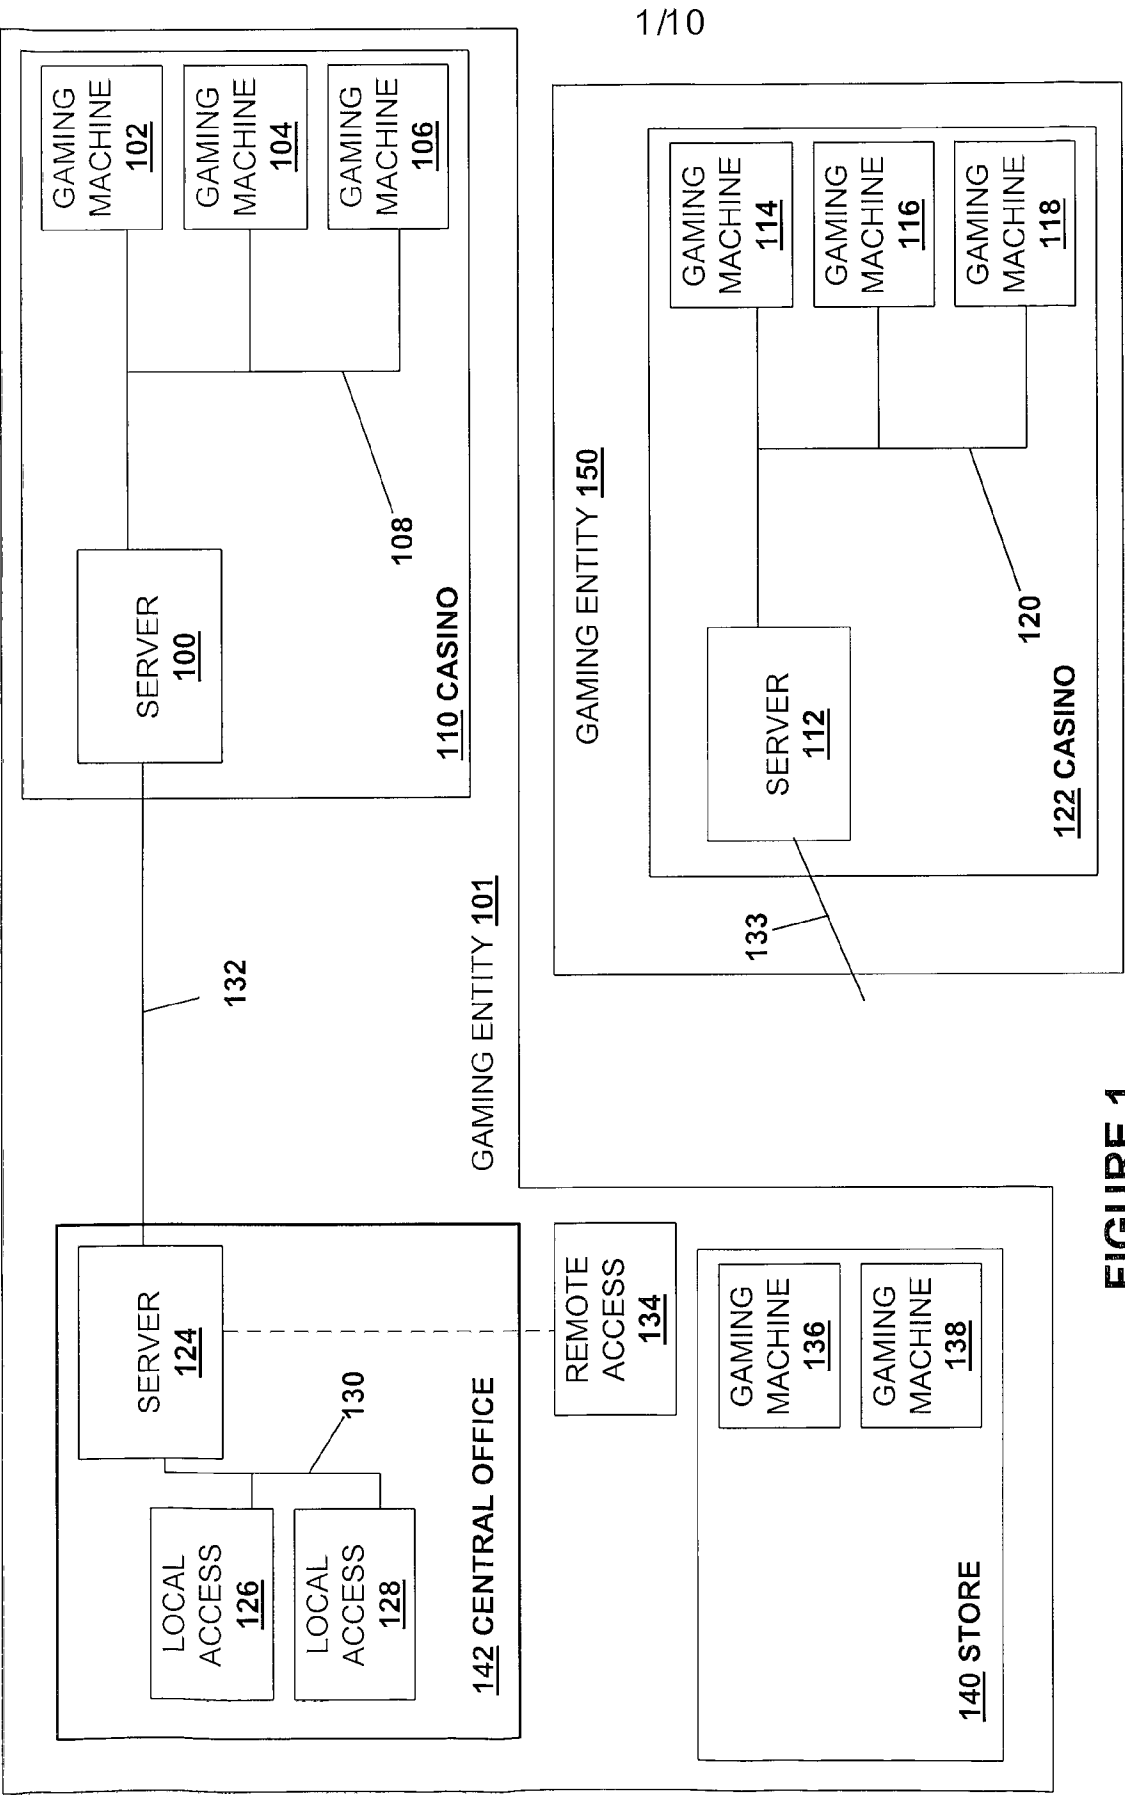 1/10
GAMING
MACHINE
102
GAMING
MACHINE
104
GAMING
MACHINE
106
SERVER
100
108
110 CASINO
132
GAMING ENTITY 101
SERVER
124
130
LOCAL
ACCESS
126
LOCAL
ACCESS
128
142 CENTRAL OFFICE
REMOTE
ACCESS
134
GAMING
MACHINE
136
GAMING
MACHINE
138
140 STORE
GAMING ENTITY 150
GAMING
MACHINE
114
GAMING
MACHINE
116
GAMING
MACHINE
118
SERVER
112
120
122 CASINO
133
FIGURE 1